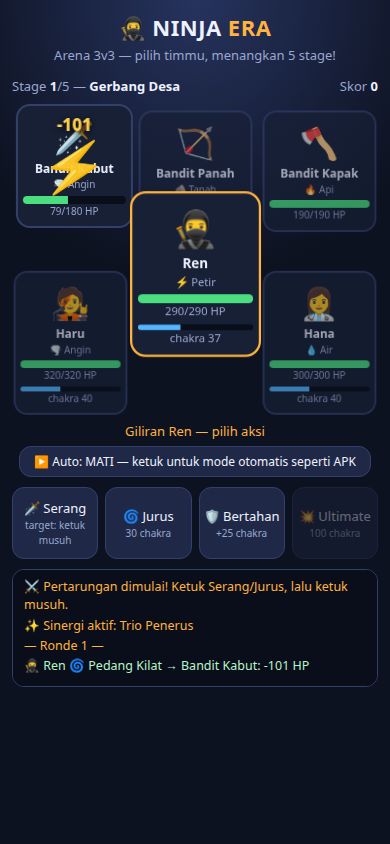 NINJA ERA
Arena 3v3 — pilih timmu, menangkan 5 stage!
Stage 1/5 — Gerbang Desa
Skor 0
-101
Angin
79/180 HP
Bandit Panah
Tanah
Bandit Kapak
Api
190/190 HP
Ren
Petir
290/290 HP
chakra 37
Haru
Angin
320/320 HP
chakra 40
Hana
Air
300/300 HP
chakra 40
Giliran Ren — pilih aksi
Auto: MATI — ketuk untuk mode otomatis seperti APK
Serang
target: ketuk
musuh
Jurus
30 chakra
Bertahan
+25 chakra
Ultimate
100 chakra
Pertarungan dimulai! Ketuk Serang/Jurus, lalu ketuk
musuh.
Sinergi aktif: Trio Penerus
— Ronde 1 —
Ren Pedang Kilat → Bandit Kabut: -101 HP